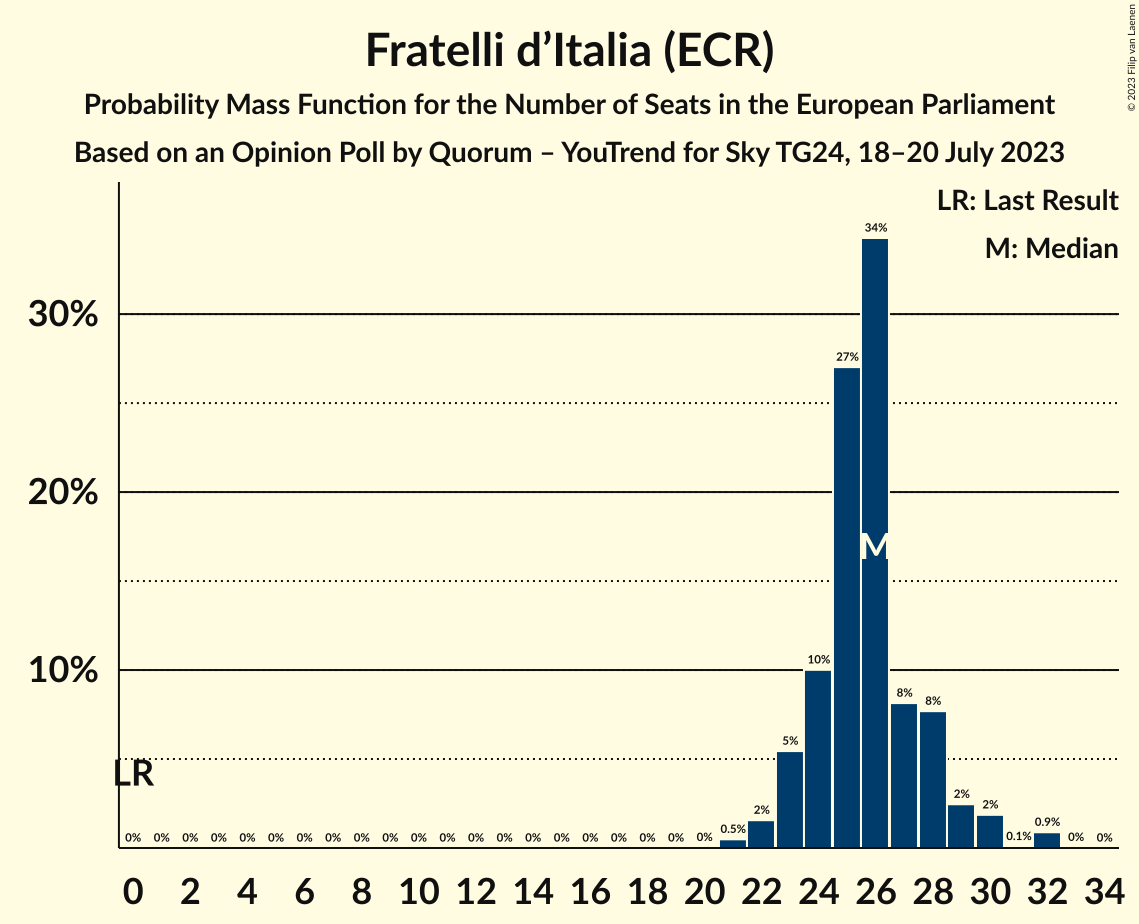 Fratelli d’Italia (ECR)
Probability Mass Function for the Number of Seats in the European Parliament
Based on an Opinion Poll by Quorum – YouTrend for Sky TG24, 18–20 July 2023
© 2023 Filip van Laenen
LR: Last Result
M: Median
30%
20%
10%
LR
M
0% 0% 0% 0% 0% 0% 0% 0% 0% 0% 0% 0% 0% 0% 0% 0% 0% 0% 0% 0% 0% 0.5% 2% 5% 10% 27% 34% 8% 8% 2% 2% 0.1% 0.9% 0% 0%
0 2 4 6 8 10 12 14 16 18 20 22 24 26 28 30 32 34